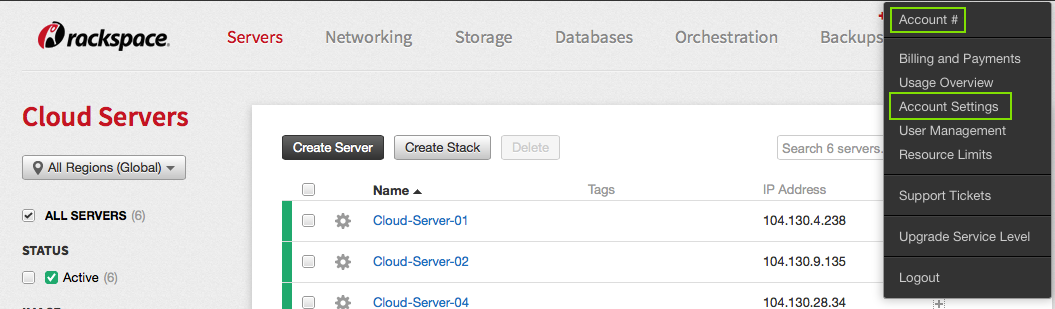 rackspace.
Servers Networking Storage Databases Orchestration Backups
Account #
Billing and Payments
Usage Overview
Account Settings
User Management
Resource Limits
Support Tickets
Upgrade Service Level
Logout
Cloud Servers
All Regions (Global)
ALL SERVERS (6)
STATUS
Active (6)
Create Server Create Stack Delete Search 6 servers.
Name Tags IP Address
Cloud-Server-01 104.130.4.238
Cloud-Server-02 104.130.9.135
Cloud-Server-04 104.130.28.34